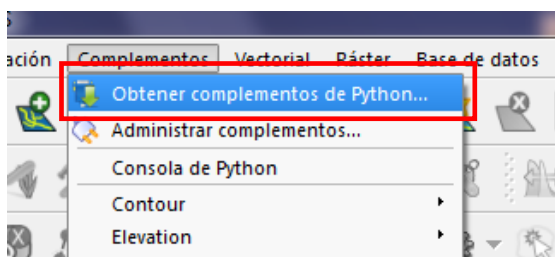 ación Complementos Vectorial Ráster Base de datos
Obtener complementos de Python...
Administrar complementos...
Consola de Python
Contour
Elevation